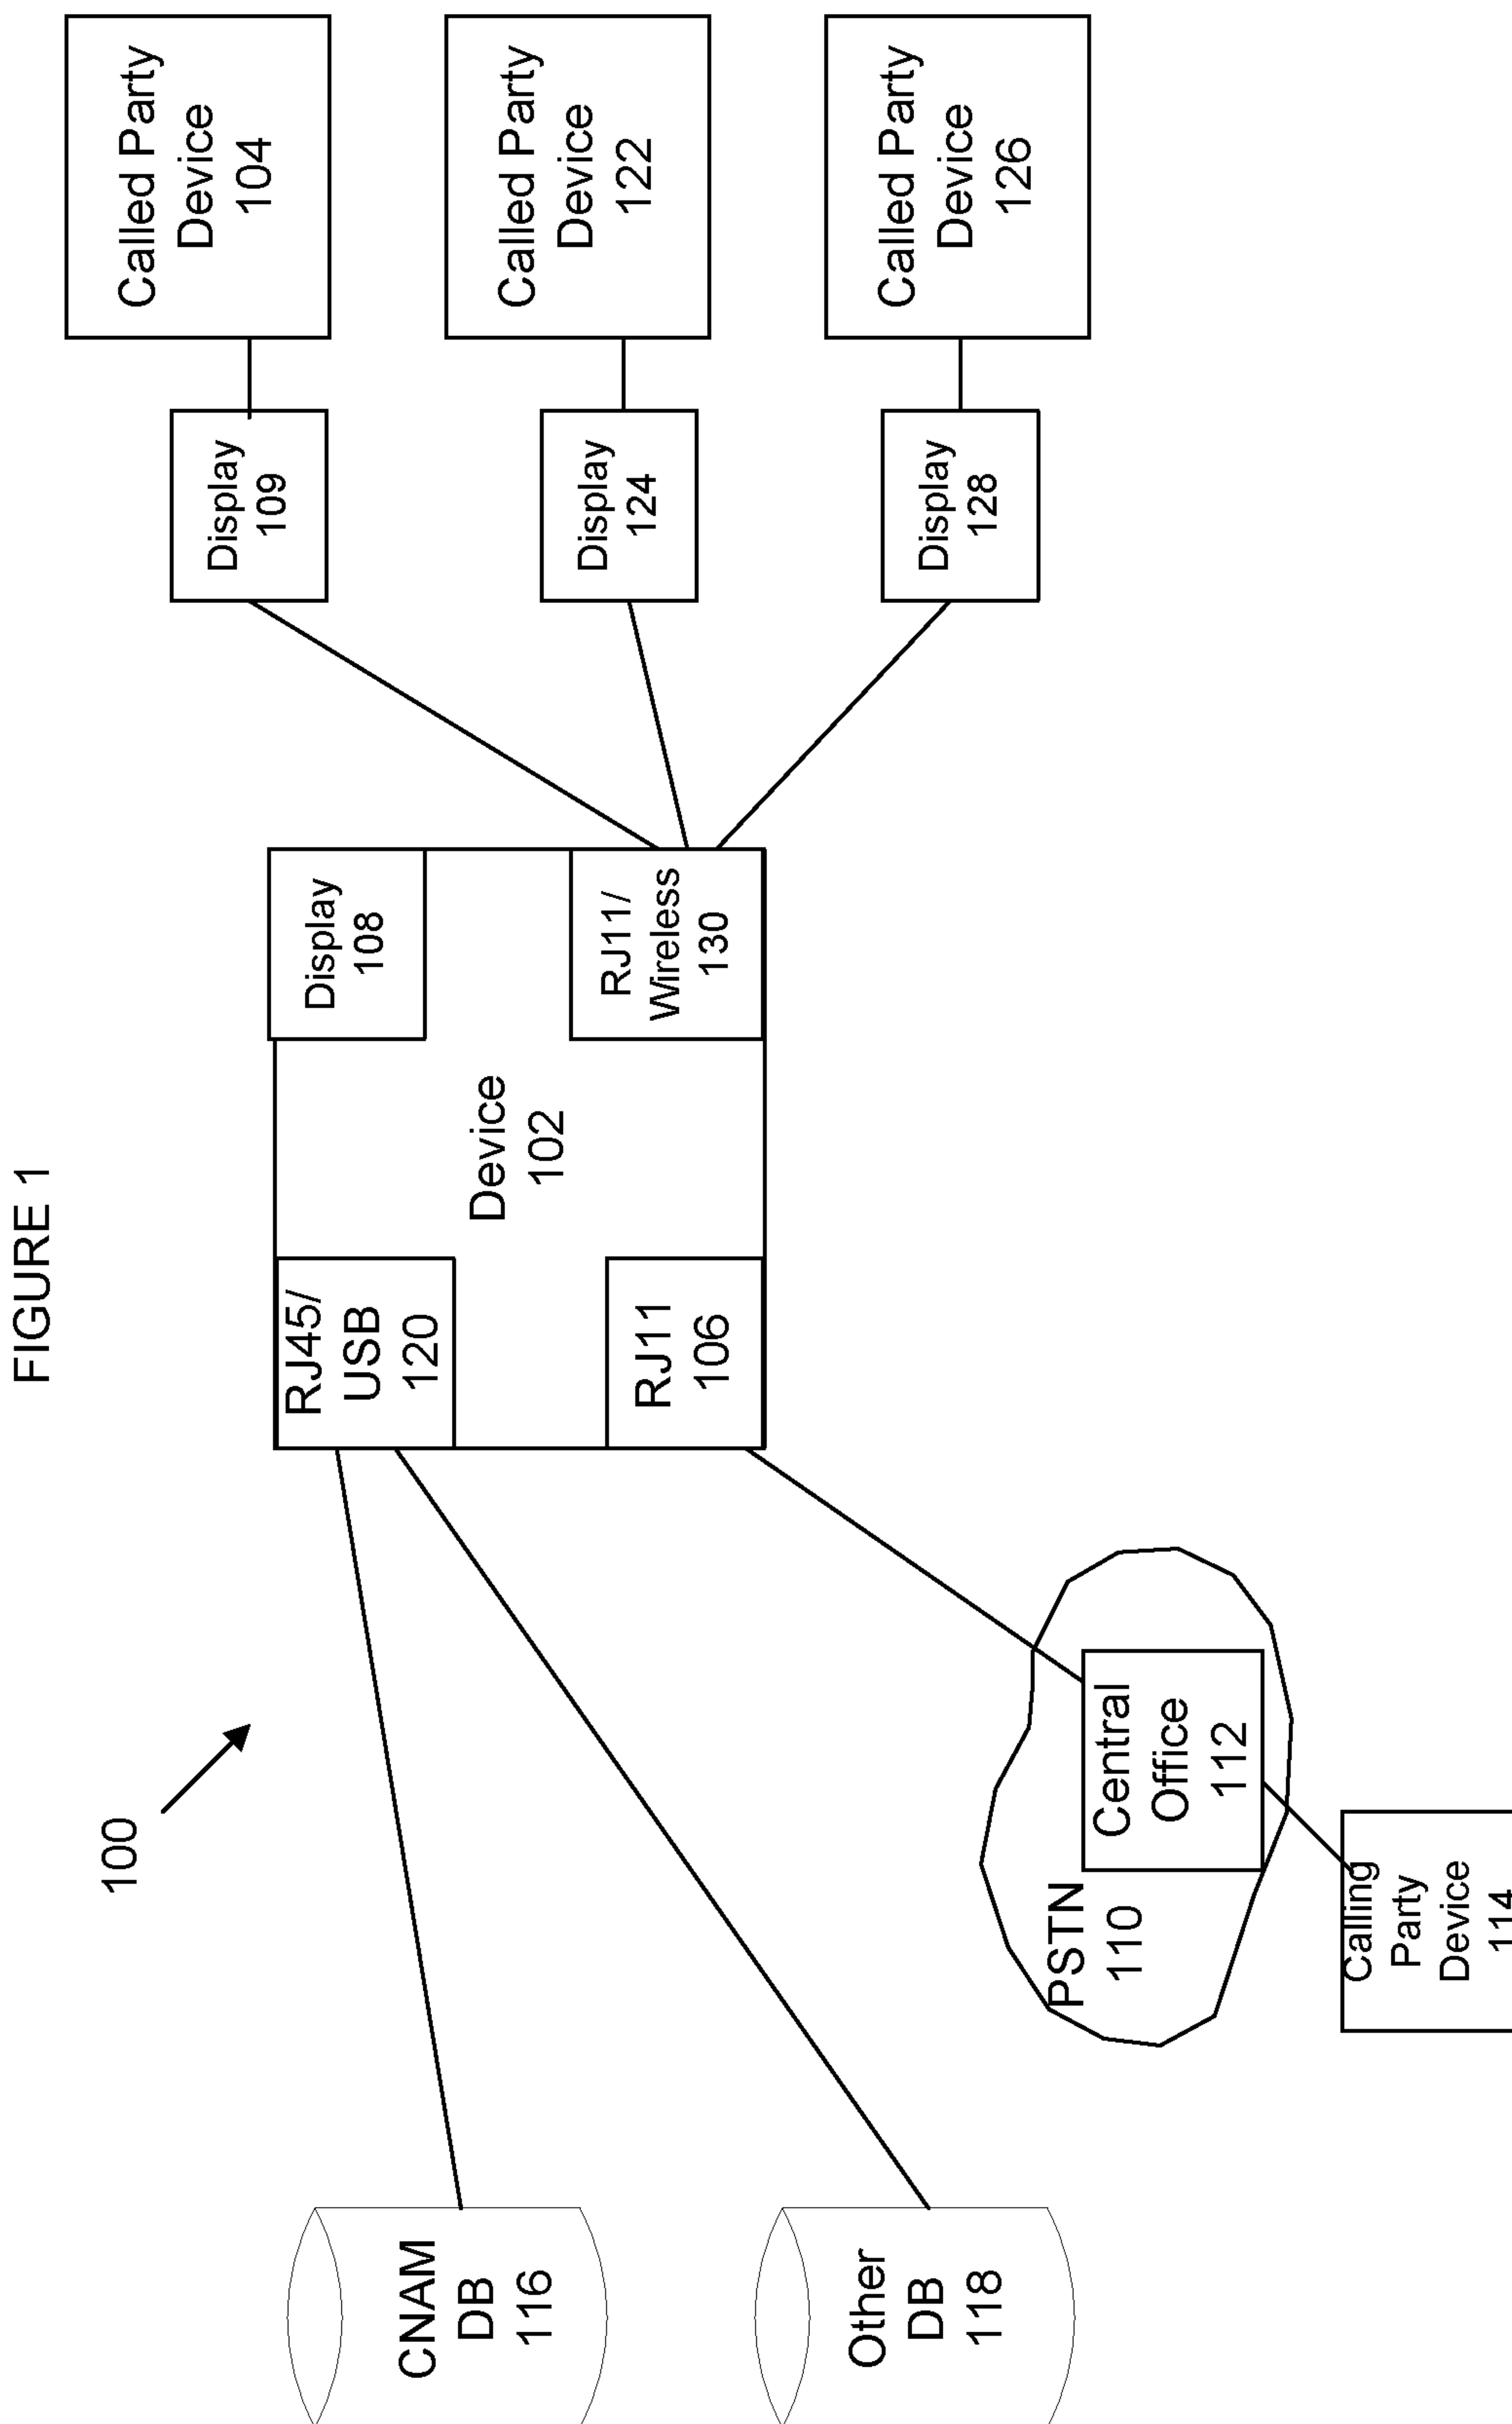 FIGURE 1
100
CNAM
DB
116
Other
DB
118
PSTN
110
Central
Office
112
Calling
Party
Device
114
RJ45/
USB
120
RJ11
106
Device
102
Display
108
RJ11/
Wireless
130
Display
109
Called Party
Device
104
Display
124
Called Party
Device
122
Display
128
Called Party
Device
126